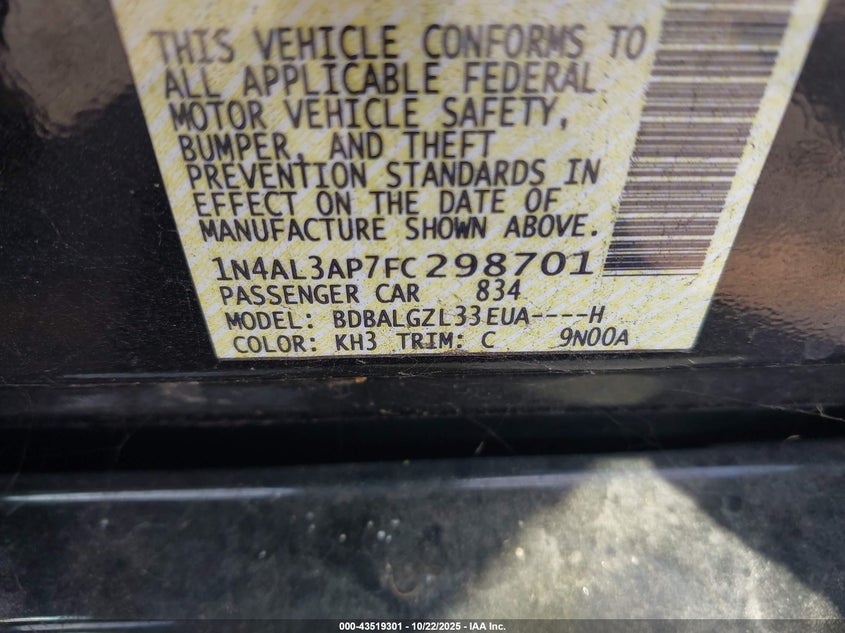 THIS VEHICLE CONFORMS TO
ALL APPLICABLE FEDERAL
MOTOR VEHICLE SAFETY,
BUMPER, AND THEFT
PREVENTION STANDARDS IN
EFFECT ON THE DATE OF
MANUFACTURE SHOWN ABOVE.
1N4AL3AP7FC298701
PASSENGER CAR 834
MODEL: BDBALGZL33EUA----H
COLOR: KH3 TRIM: C 9N00A
000-43519301 - 10/22/2025 - IAA Inc.